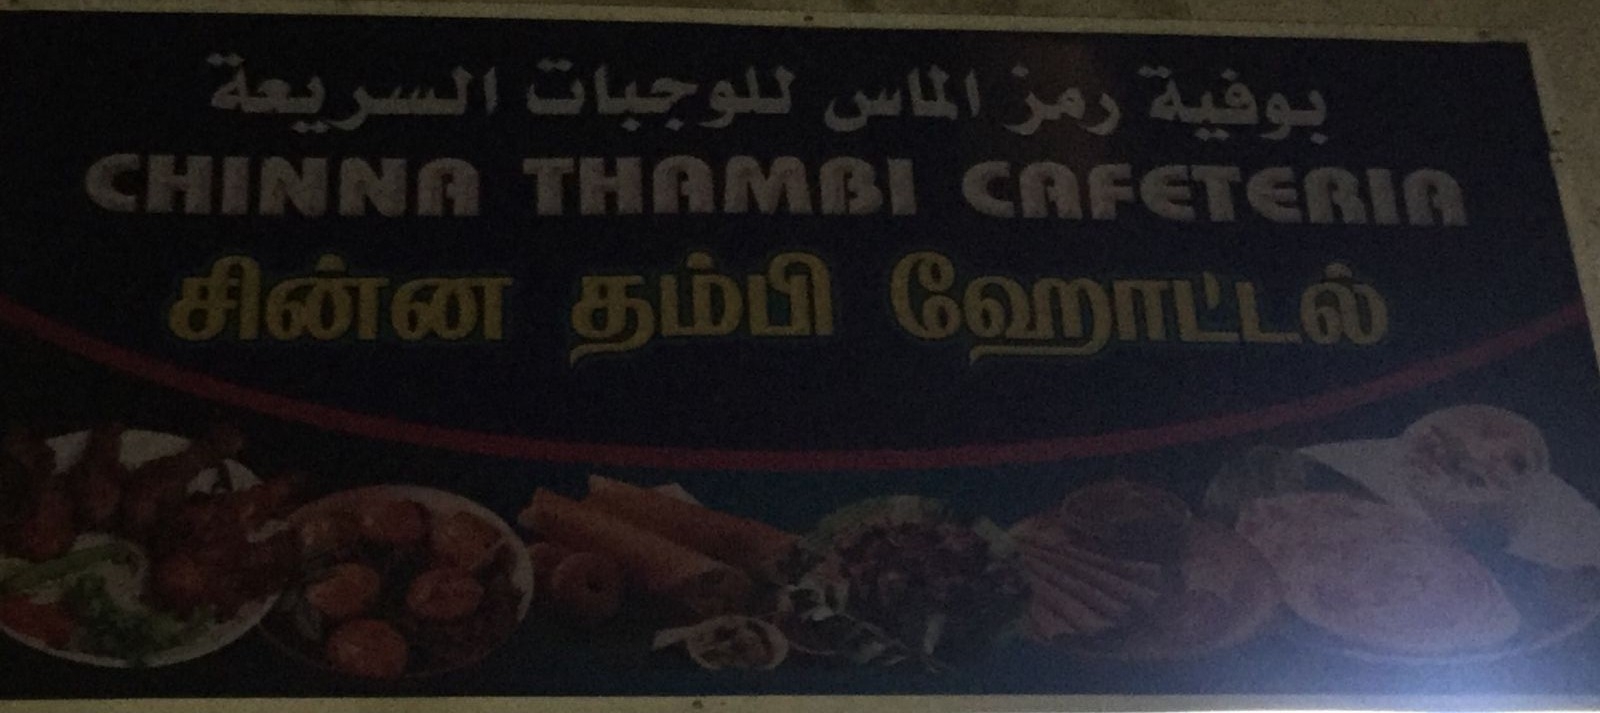 بوفية رمز الماس للوجبات السريعة
CHINNA THAMBI CAFETERIA
சின்ன தம்பி ஹோட்டல்